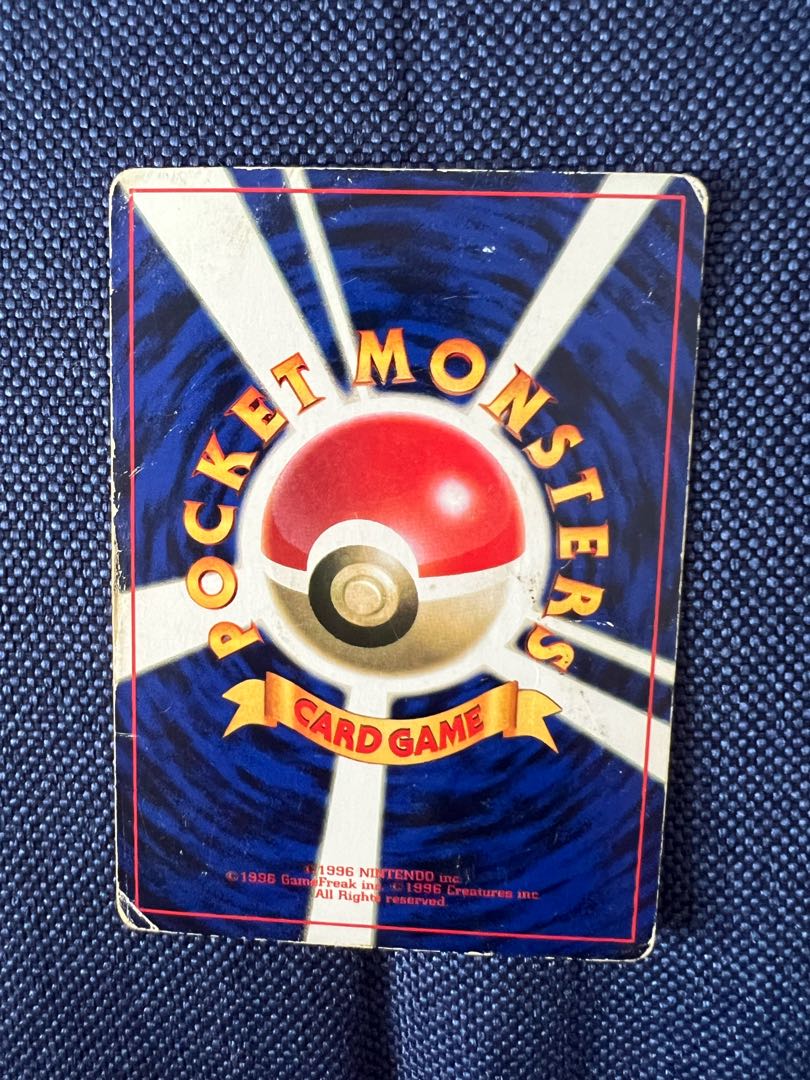 POCKET MONSTERS
CARD GAME
©1996 NINTENDO inc.
©1996 GameFreak inc. ©1996 Creatures inc.
All Rights reserved.